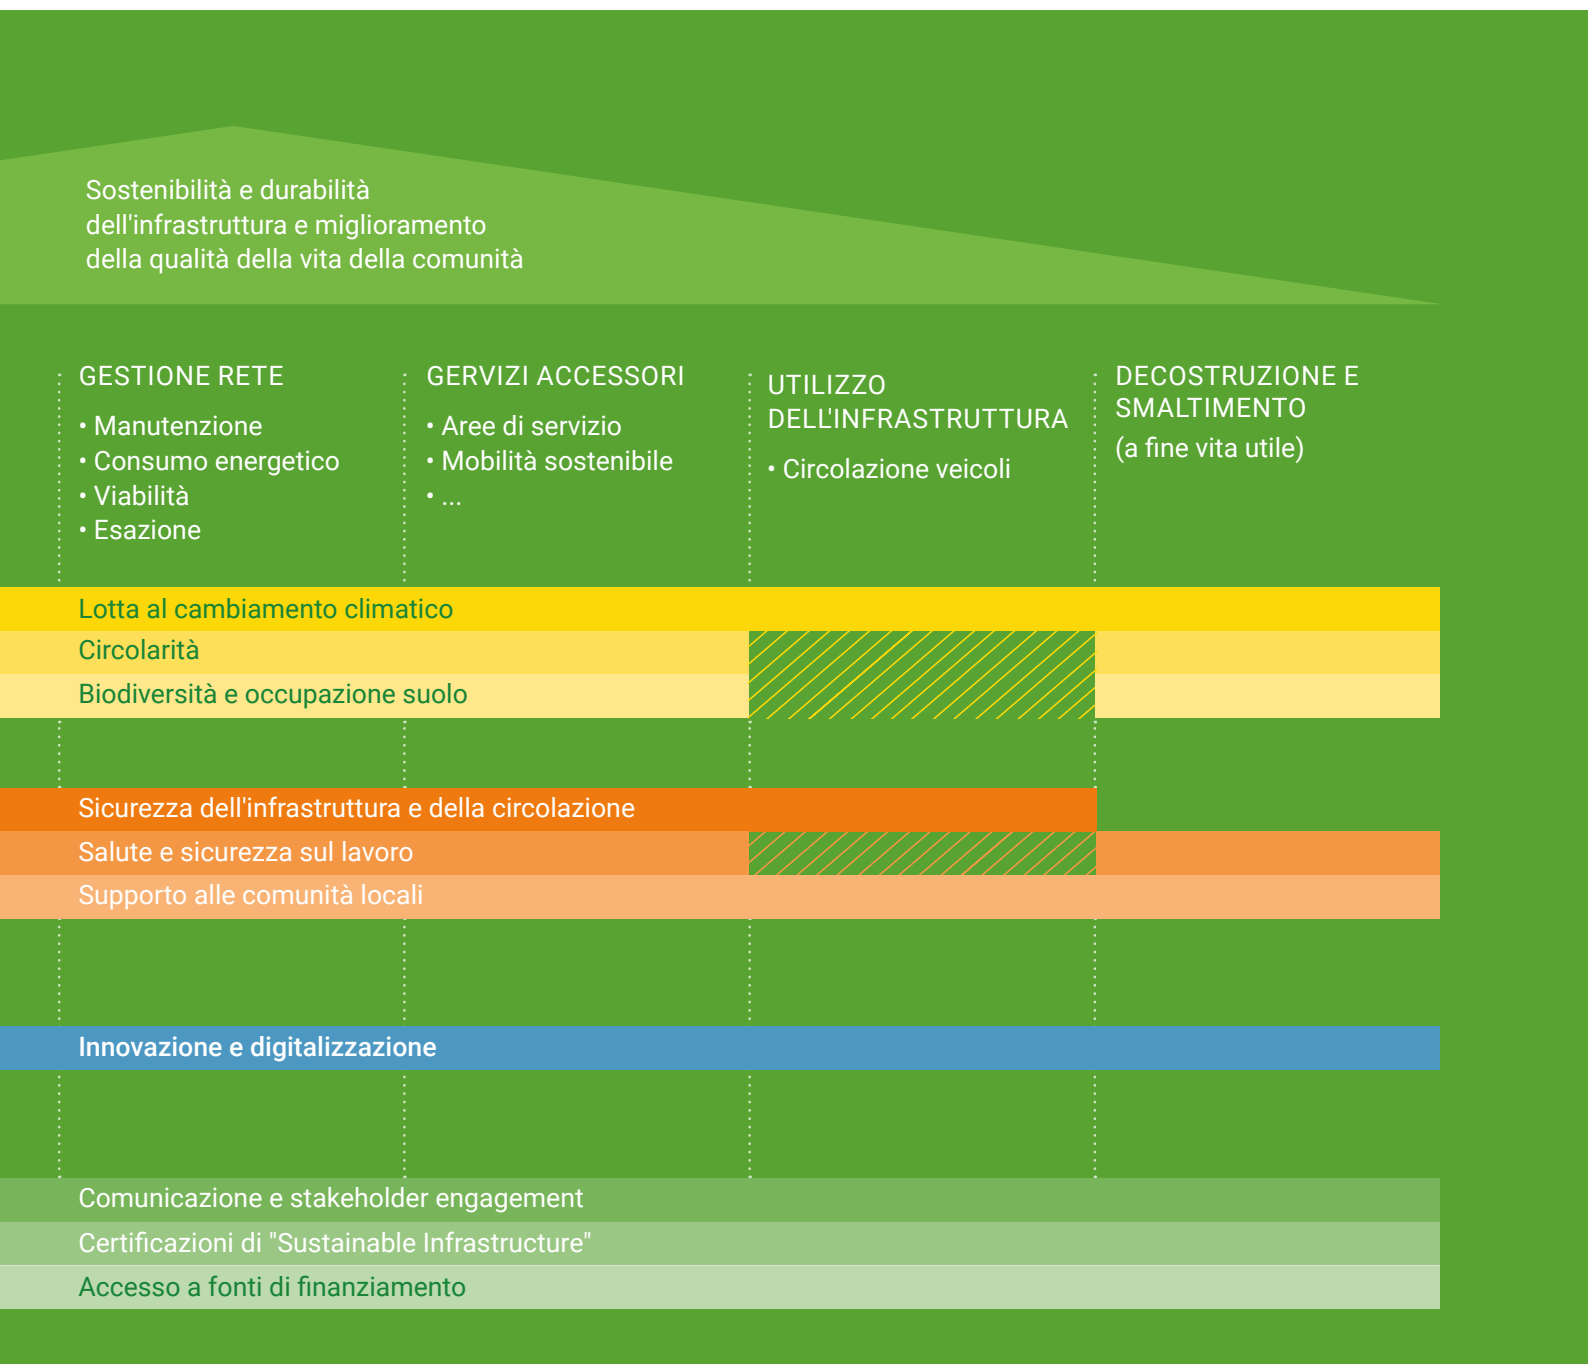 Sostenibilità e durabilità
dell'infrastruttura e miglioramento
della qualità della vita della comunità
GESTIONE RETE
• Manutenzione
• Consumo energetico
• Viabilità
• Esazione
GERVIZI ACCESSORI
• Aree di servizio
• Mobilità sostenibile
• ...
UTILIZZO
DELL'INFRASTRUTTURA
• Circolazione veicoli
DECOSTRUZIONE E
SMALTIMENTO
(a fine vita utile)
Lotta al cambiamento climatico
Circolarità
Biodiversità e occupazione suolo
Sicurezza dell'infrastruttura e della circolazione
Salute e sicurezza sul lavoro
Supporto alle comunità locali
Innovazione e digitalizzazione
Comunicazione e stakeholder engagement
Certificazioni di "Sustainable Infrastructure"
Accesso a fonti di finanziamento